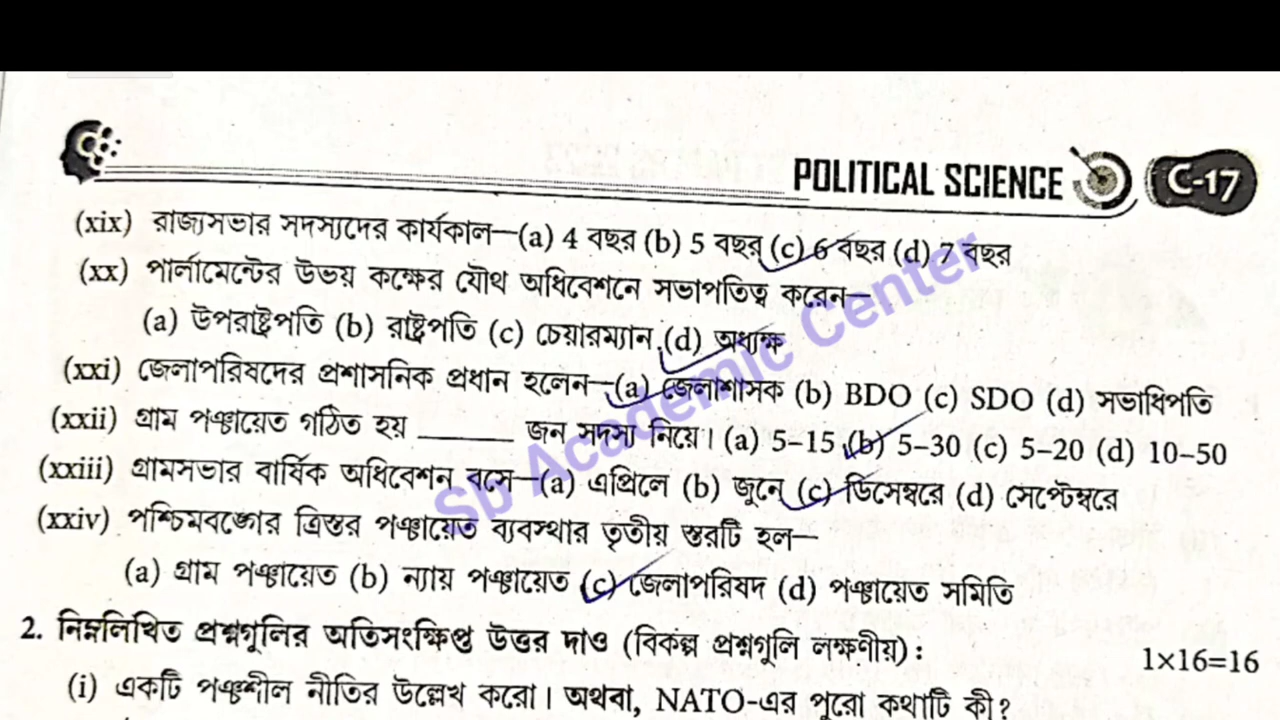 POLITICAL SCIENCE C-17
(xix) রাজ্যসভার সদস্যদের কার্যকাল—(a) 4 বছর (b) 5 বছর (c) 6 বছর (d) 7 বছর
(xx) পার্লামেন্টের উভয় কক্ষের যৌথ অধিবেশনে সভাপতিত্ব করেন—
(a) উপরাষ্ট্রপতি (b) রাষ্ট্রপতি (c) চেয়ারম্যান (d) অধ্যক্ষ
(xxi) জেলাপরিষদের প্রশাসনিক প্রধান হলেন—(a) জেলাশাসক (b) BDO (c) SDO (d) সভাধিপতি
(xxii) গ্রাম পঞ্চায়েত গঠিত হয় ______ জন সদস্য নিয়ে। (a) 5–15 (b) 5–30 (c) 5–20 (d) 10–50
(xxiii) গ্রামসভার বার্ষিক অধিবেশন বসে—(a) এপ্রিলে (b) জুনে (c) ডিসেম্বরে (d) সেপ্টেম্বরে
(xxiv) পশ্চিমবঙ্গের ত্রিস্তর পঞ্চায়েত ব্যবস্থার তৃতীয় স্তরটি হল—
(a) গ্রাম পঞ্চায়েত (b) ন্যায় পঞ্চায়েত (c) জেলাপরিষদ (d) পঞ্চায়েত সমিতি
2. নিম্নলিখিত প্রশ্নগুলির অতিসংক্ষিপ্ত উত্তর দাও (বিকল্প প্রশ্নগুলি লক্ষণীয়) : 1×16=16
(i) একটি পঞ্চশীল নীতির উল্লেখ করো। অথবা, NATO-এর পুরো কথাটি কী?
Sb Academic Center